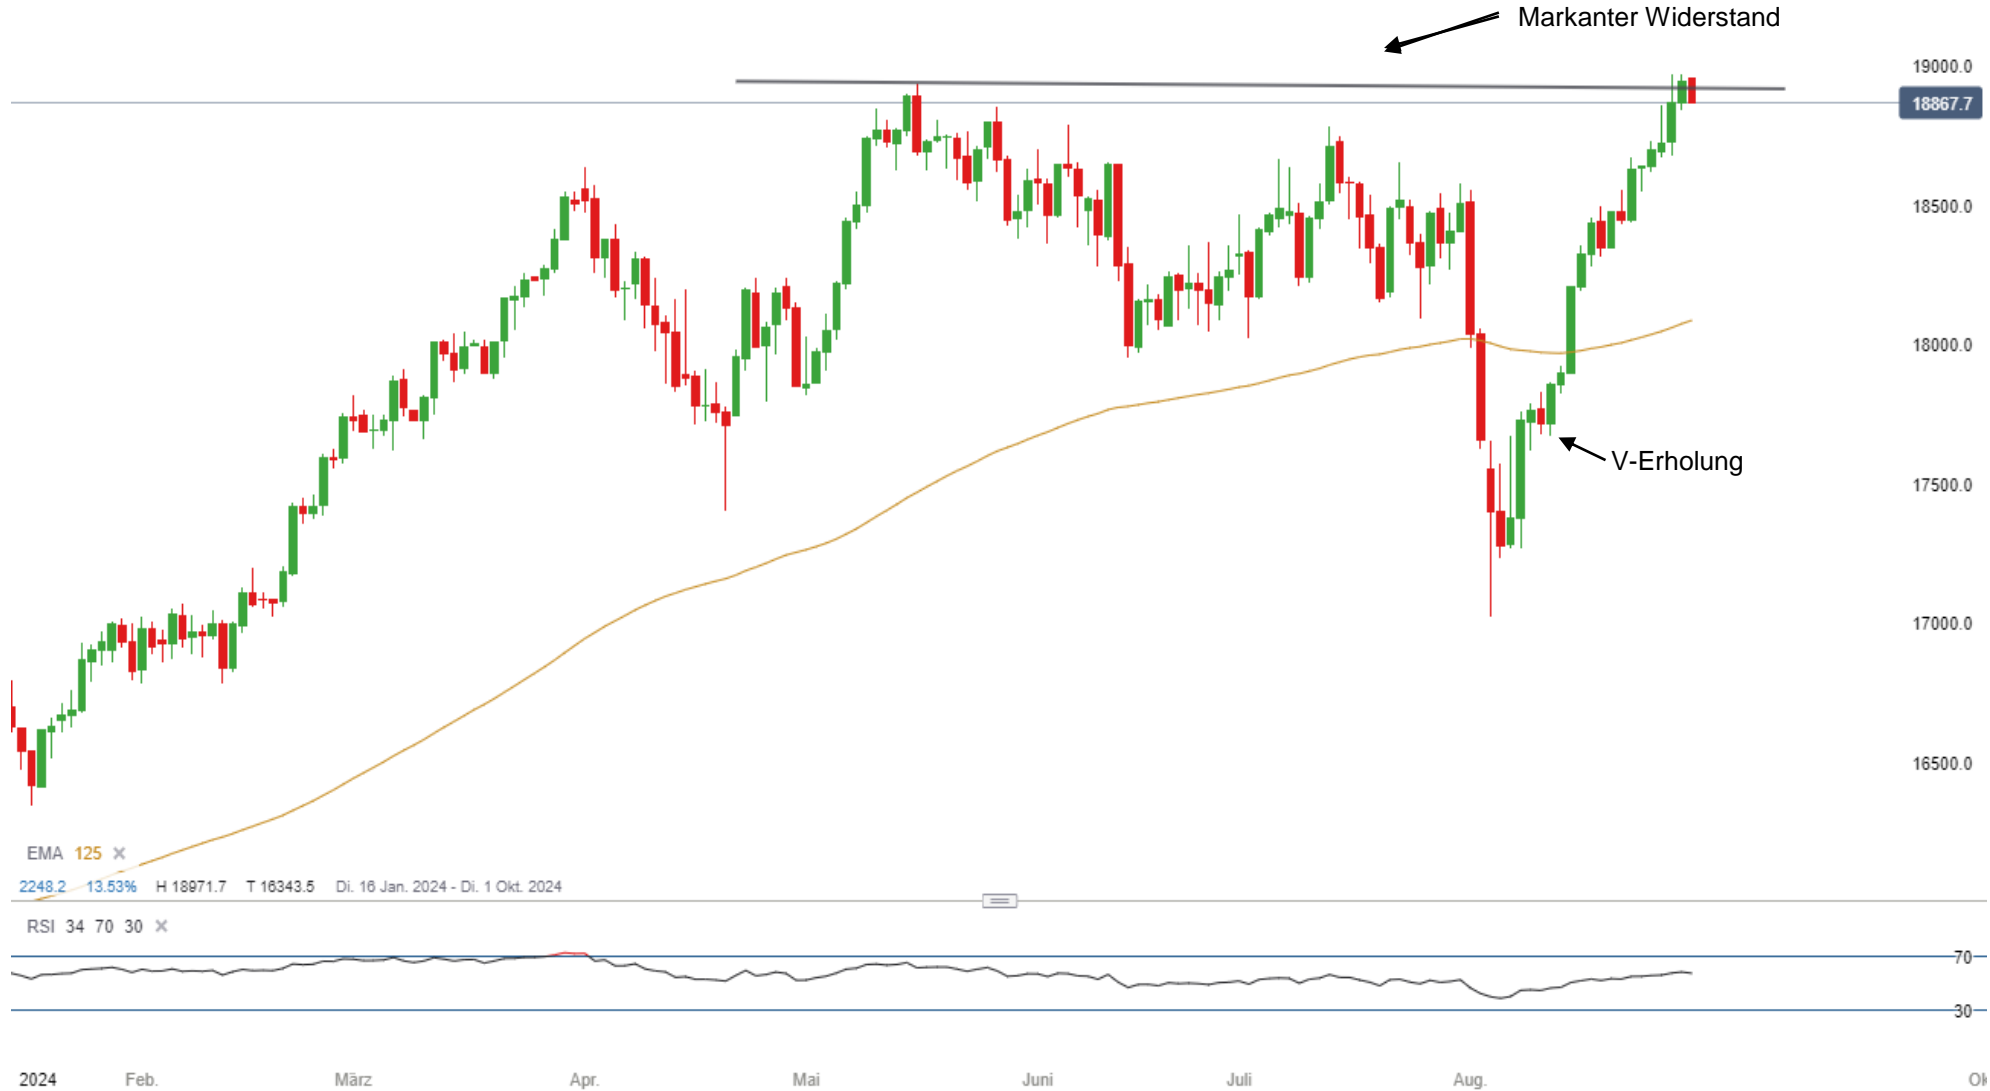 Markanter Widerstand
19000.0
18867.7
18500.0
18000.0
V-Erholung
17500.0
17000.0
16500.0
EMA 125
2248.2 13.53% H 18971.7 T 16343.5 Di. 16 Jan. 2024 - Di. 1 Okt. 2024
RSI 34 70 30
70
30
2024 Feb. März Apr. Mai Juni Juli Aug.